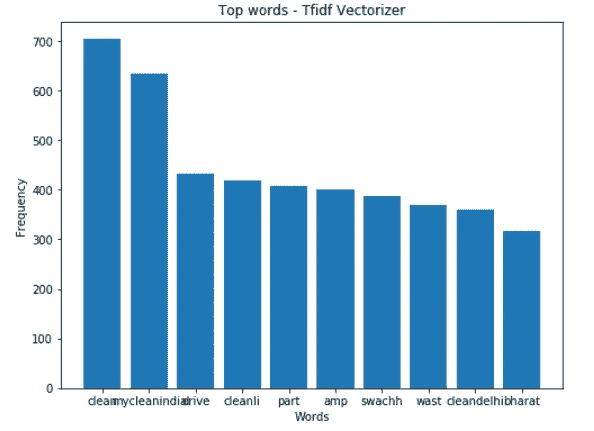 Top words - Tfidf Vectorizer
700
600
500
400
300
200
100
0
Frequency
clean mycleanindia drive cleanli part amp swachh wast cleandelhi bharat
Words